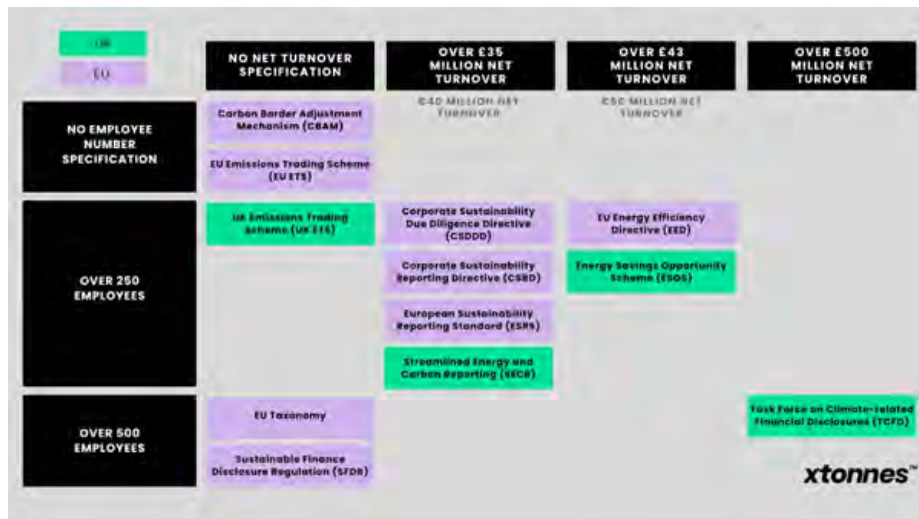 UK
EU
NO NET TURNOVER
SPECIFICATION
OVER £35
MILLION NET
TURNOVER
OVER £43
MILLION NET
TURNOVER
OVER £500
MILLION NET
TURNOVER
€40 MILLION NET
TURNOVER
€50 MILLION NET
TURNOVER
NO EMPLOYEE
NUMBER
SPECIFICATION
Carbon Border Adjustment
Mechanism (CBAM)
EU Emissions Trading Scheme
(EU ETS)
OVER 250
EMPLOYEES
UK Emissions Trading
Scheme (UK ETS)
Corporate Sustainability
Due Diligence Directive
(CSDDD)
EU Energy Efficiency
Directive (EED)
Corporate Sustainability
Reporting Directive (CSRD)
Energy Savings Opportunity
Scheme (ESOS)
European Sustainability
Reporting Standard (ESRS)
Streamlined Energy and
Carbon Reporting (SECR)
OVER 500
EMPLOYEES
EU Taxonomy
Task Force on Climate-related
Financial Disclosures (TCFD)
Sustainable Finance
Disclosure Regulation (SFDR)
xtonnes™